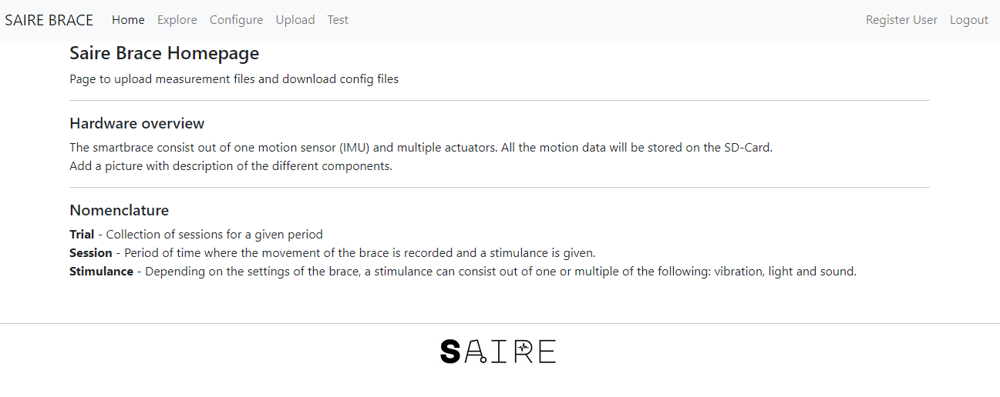 SAIRE BRACE Home Explore Configure Upload Test Register User Logout
Saire Brace Homepage
Page to upload measurement files and download config files
Hardware overview
The smartbrace consist out of one motion sensor (IMU) and multiple actuators. All the motion data will be stored on the SD-Card.
Add a picture with description of the different components.
Nomenclature
Trial - Collection of sessions for a given period
Session - Period of time where the movement of the brace is recorded and a stimulance is given.
Stimulance - Depending on the settings of the brace, a stimulance can consist out of one or multiple of the following: vibration, light and sound.
SAIRE